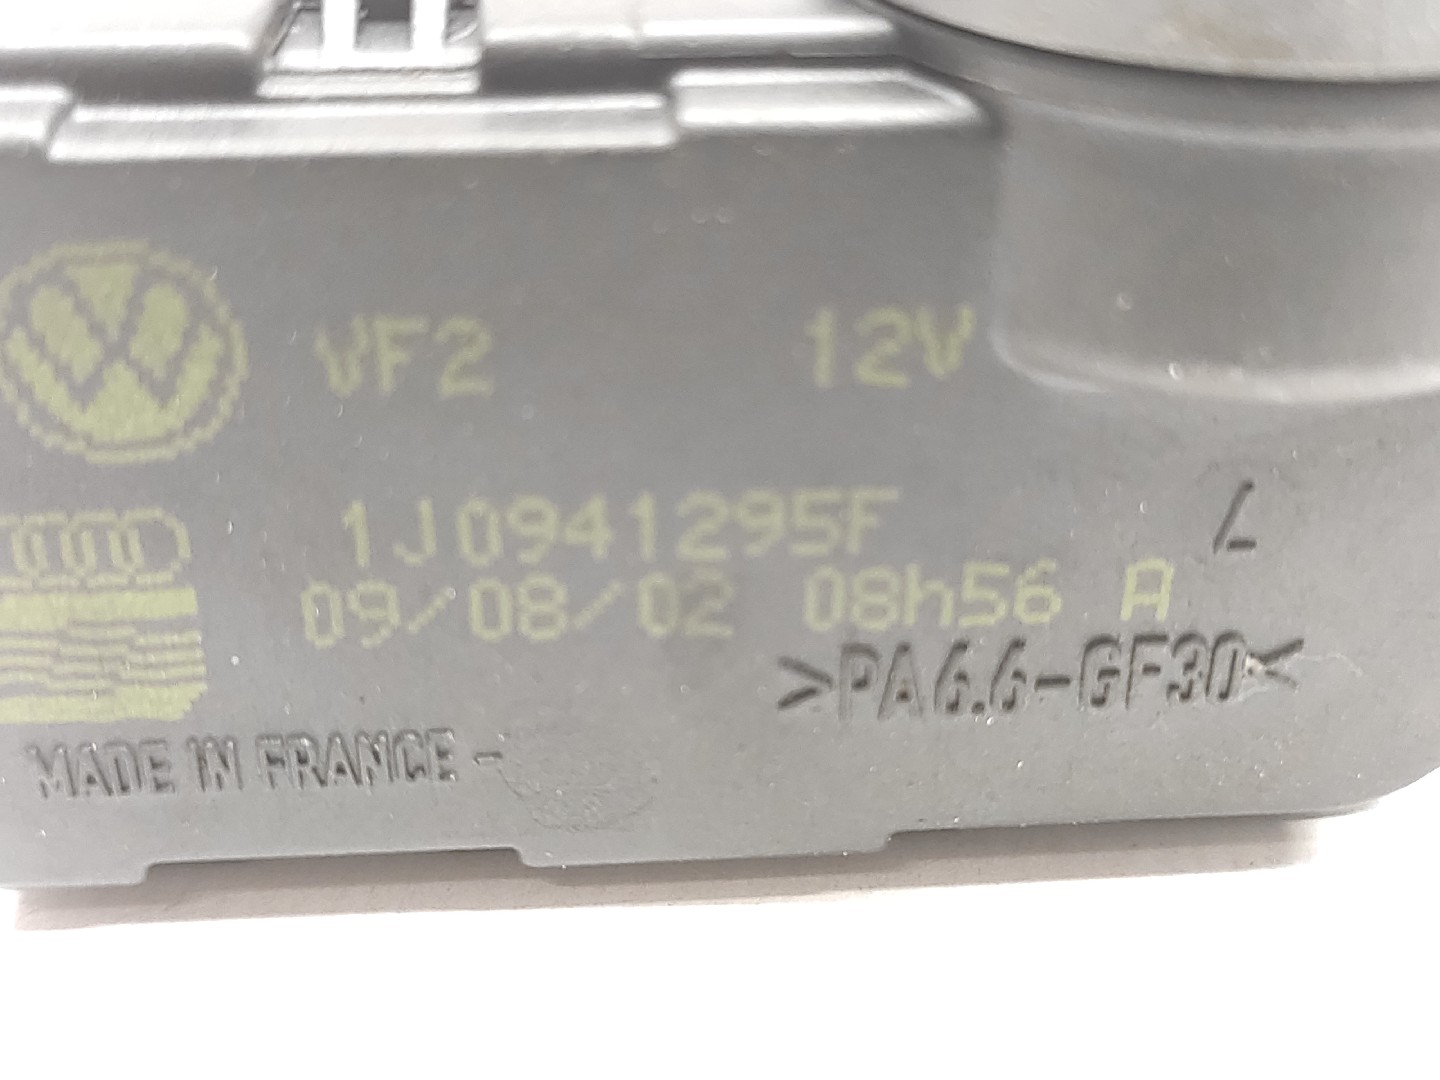 VF2 12V
1J0941295F
09/08/02 08h56 A
>PA6.6-GF30<
MADE IN FRANCE -